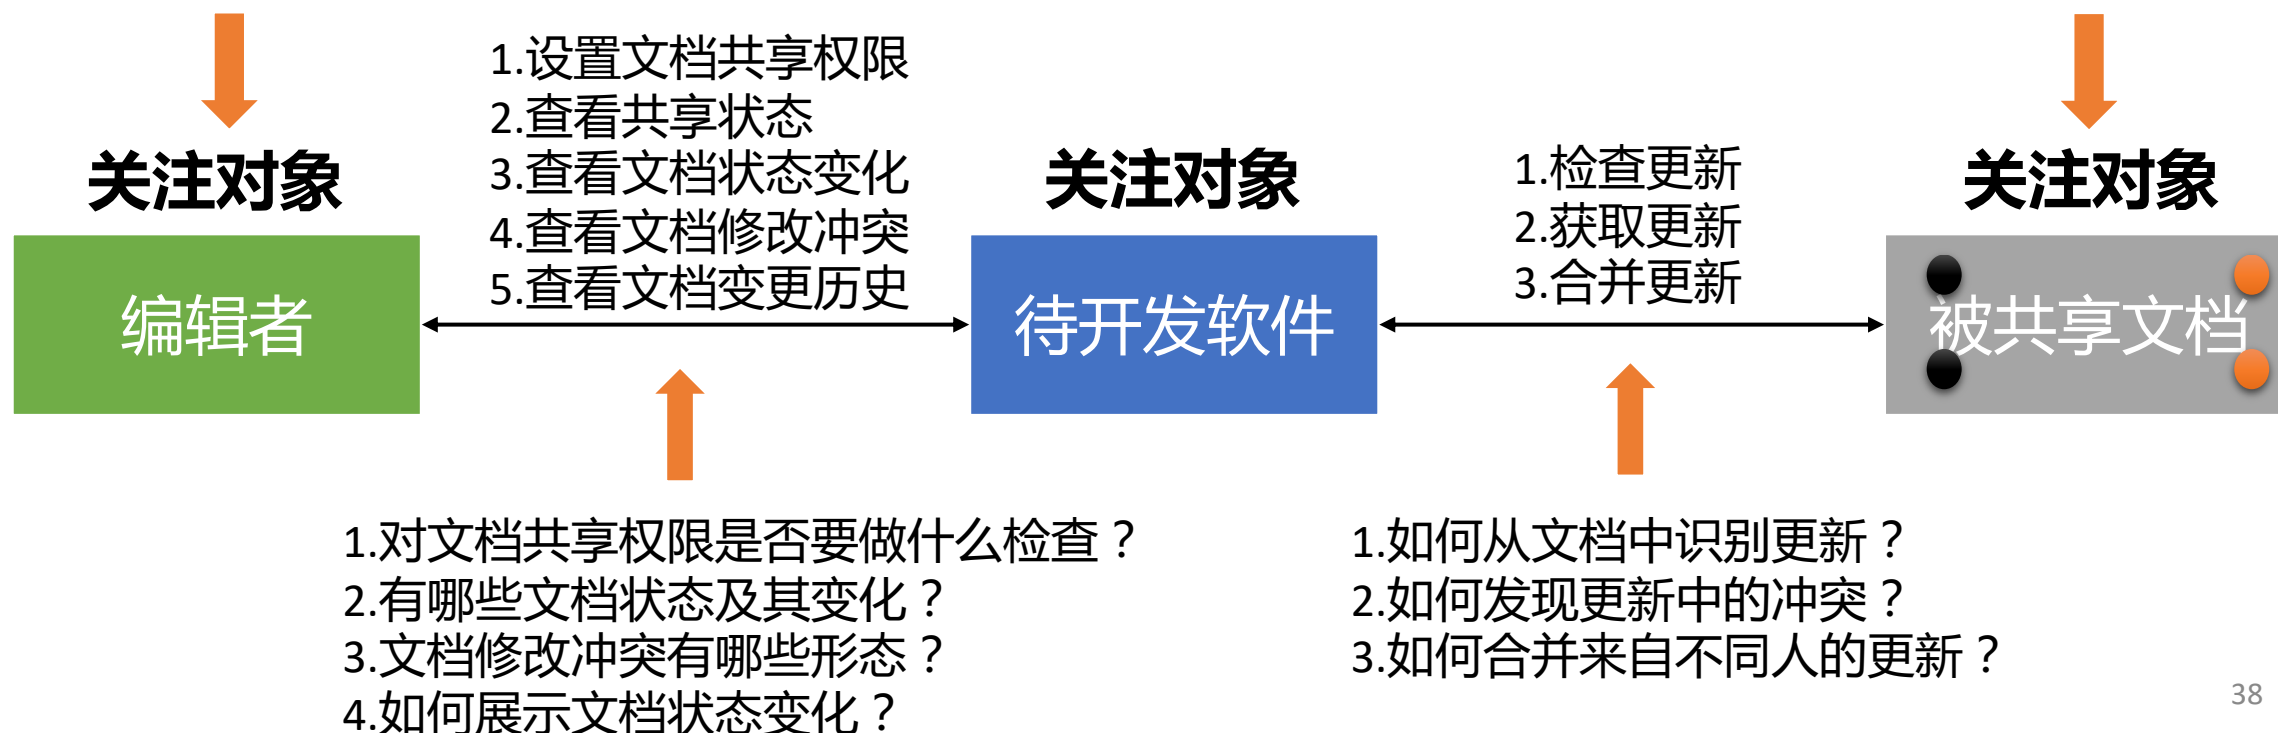 1.设置文档共享权限
2.查看共享状态
3.查看文档状态变化
4.查看文档修改冲突
5.查看文档变更历史
关注对象
关注对象
1.检查更新
2.获取更新
3.合并更新
关注对象
编辑者
待开发软件
被共享文档
1.对文档共享权限是否要做什么检查？
2.有哪些文档状态及其变化？
3.文档修改冲突有哪些形态？
4.如何展示文档状态变化？
1.如何从文档中识别更新？
2.如何发现更新中的冲突？
3.如何合并来自不同人的更新？
38